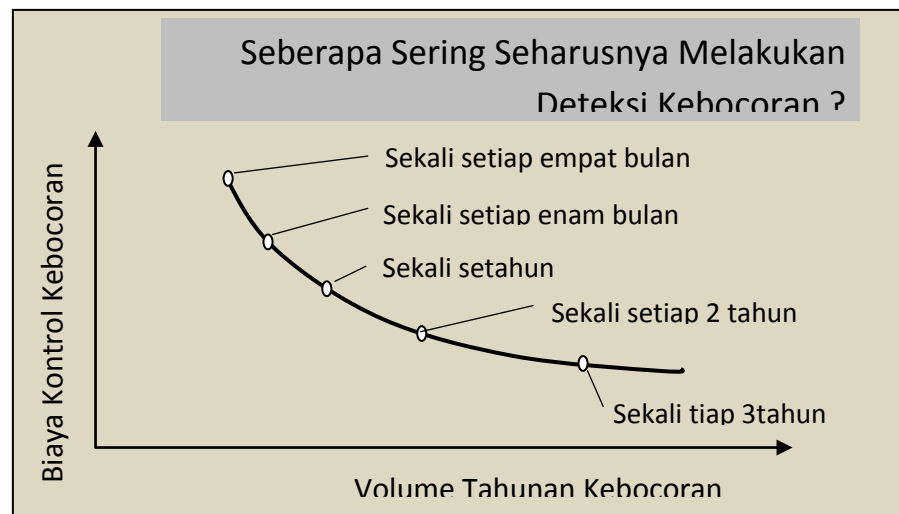 Seberapa Sering Seharusnya Melakukan
Deteksi Kebocoran ?
Biaya Kontrol Kebocoran
Sekali setiap empat bulan
Sekali setiap enam bulan
Sekali setahun
Sekali setiap 2 tahun
Sekali tiap 3tahun
Volume Tahunan Kebocoran